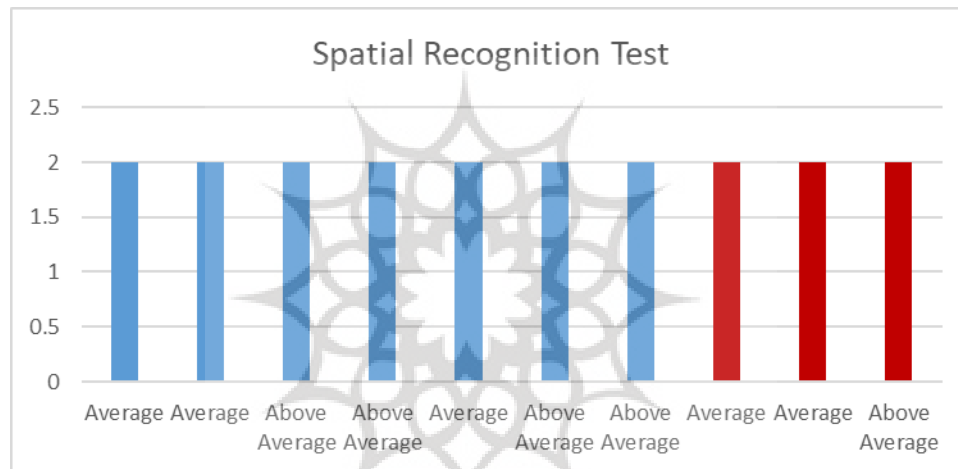 Spatial Recognition Test
2.5
2
1.5
1
0.5
0
Average Average Above Above Average Above Above Average Average Above
Average Average Average Average Average